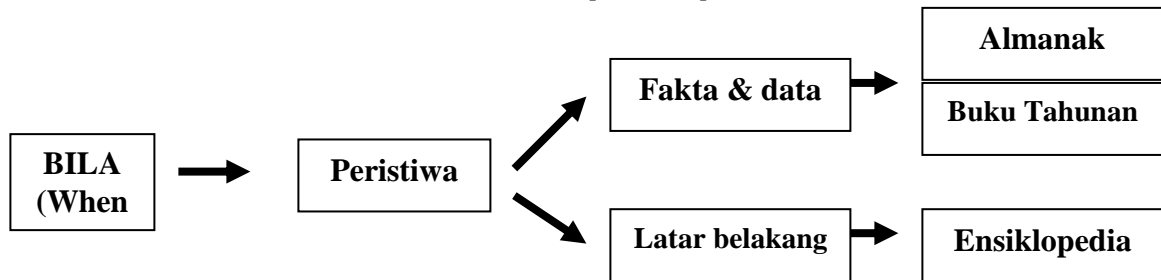 BILA
(When
Peristiwa
Fakta & data
Latar belakang
Almanak
Buku Tahunan
Ensiklopedia